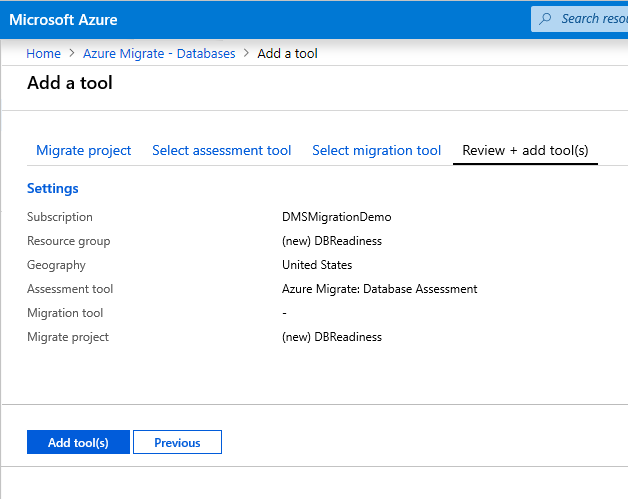 Microsoft Azure
Search resou
Home > Azure Migrate - Databases > Add a tool
Add a tool
Migrate project Select assessment tool Select migration tool Review + add tool(s)
Settings
Subscription DMSMigrationDemo
Resource group (new) DBReadiness
Geography United States
Assessment tool Azure Migrate: Database Assessment
Migration tool -
Migrate project (new) DBReadiness
Add tool(s) Previous